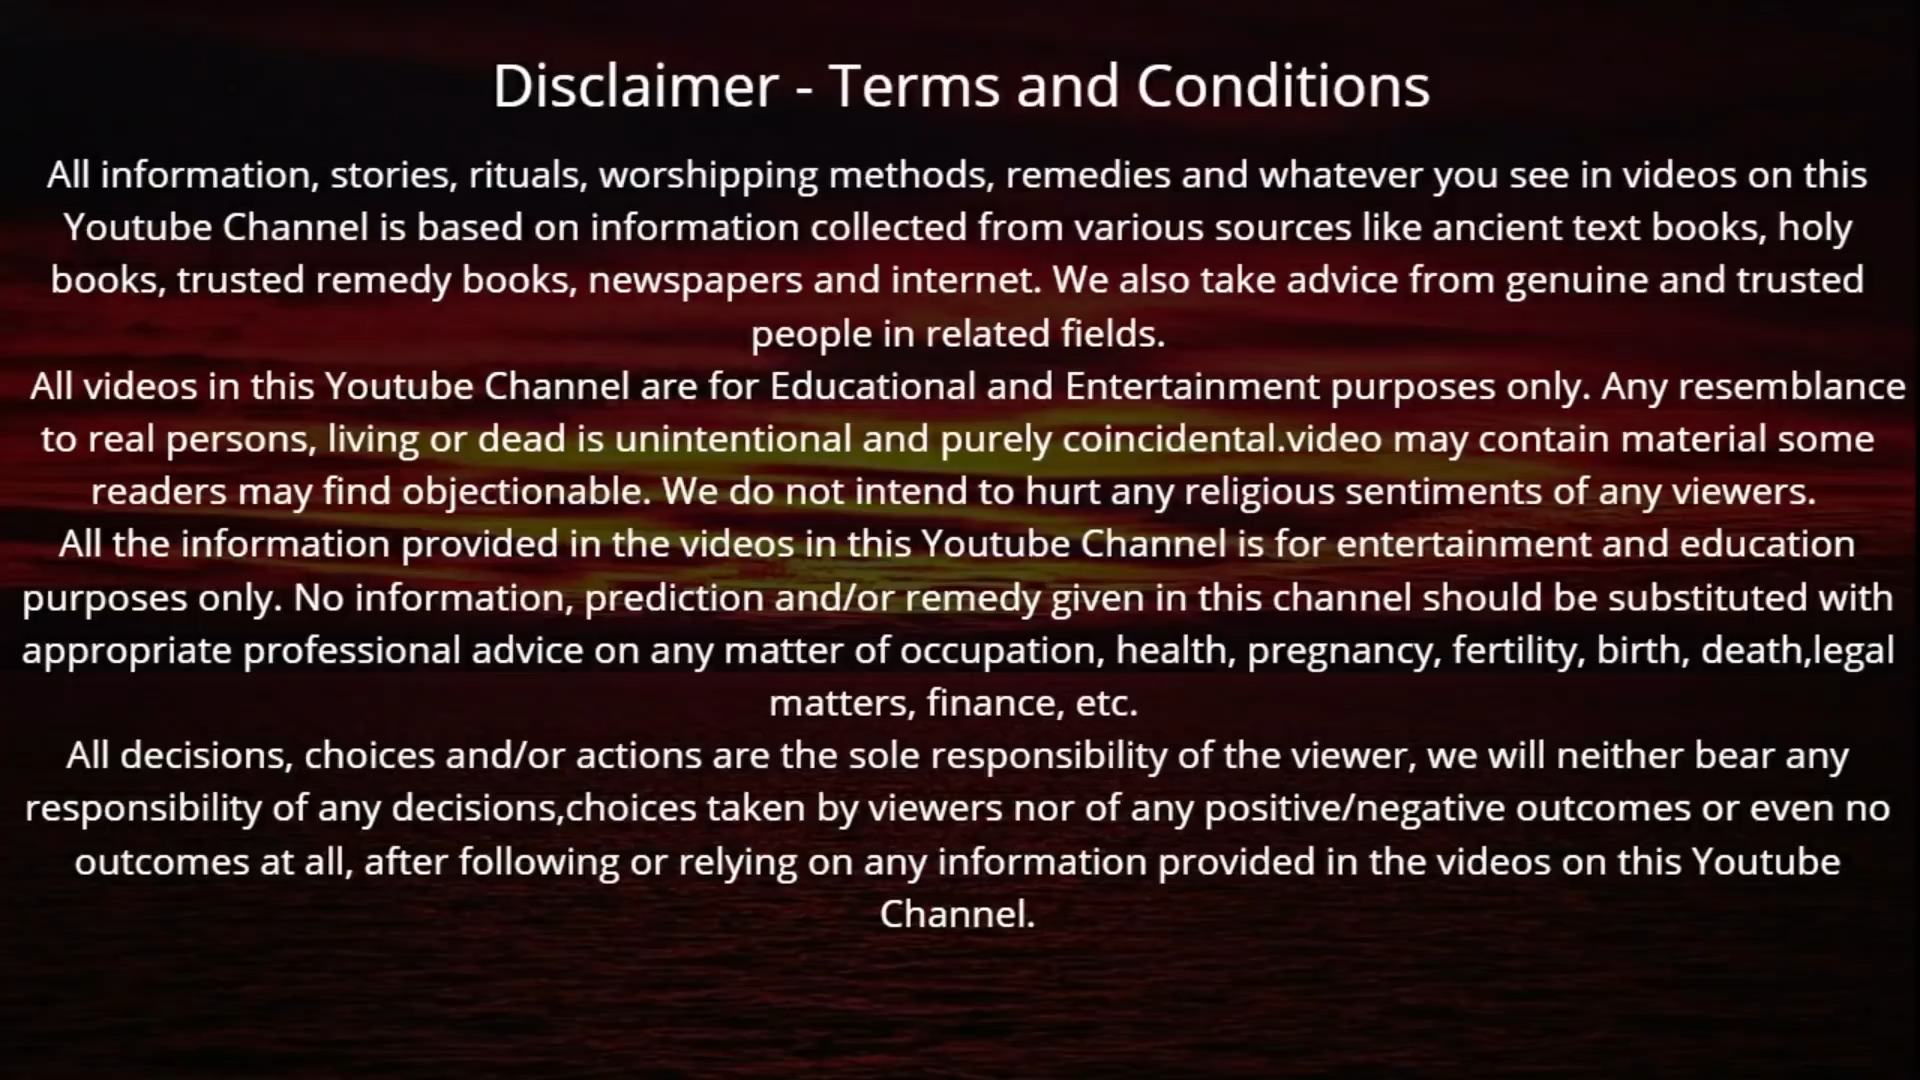 Disclaimer - Terms and Conditions
All information, stories, rituals, worshipping methods, remedies and whatever you see in videos on this
Youtube Channel is based on information collected from various sources like ancient text books, holy
books, trusted remedy books, newspapers and internet. We also take advice from genuine and trusted
people in related fields.
All videos in this Youtube Channel are for Educational and Entertainment purposes only. Any resemblance
to real persons, living or dead is unintentional and purely coincidental.video may contain material some
readers may find objectionable. We do not intend to hurt any religious sentiments of any viewers.
All the information provided in the videos in this Youtube Channel is for entertainment and education
purposes only. No information, prediction and/or remedy given in this channel should be substituted with
appropriate professional advice on any matter of occupation, health, pregnancy, fertility, birth, death,legal
matters, finance, etc.
All decisions, choices and/or actions are the sole responsibility of the viewer, we will neither bear any
responsibility of any decisions,choices taken by viewers nor of any positive/negative outcomes or even no
outcomes at all, after following or relying on any information provided in the videos on this Youtube
Channel.